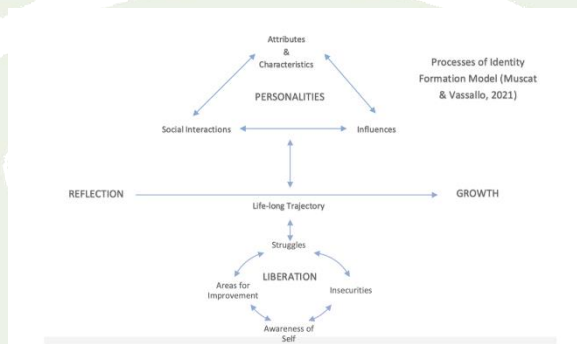 Attributes
&
Characteristics
Processes of Identity
Formation Model (Muscat
& Vassallo, 2021)
PERSONALITIES
Social Interactions
Influences
REFLECTION
GROWTH
Life-long Trajectory
Struggles
LIBERATION
Areas for
Improvement
Insecurities
Awareness of
Self